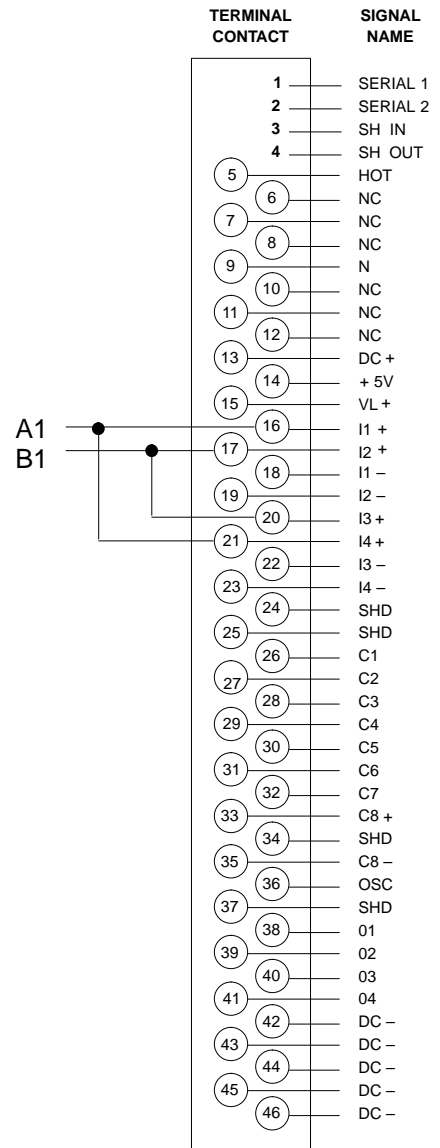 TERMINAL CONTACT
SIGNAL NAME
1 SERIAL 1
2 SERIAL 2
3 SH IN
4 SH OUT
5 HOT
6 NC
7 NC
8 NC
9 N
10 NC
11 NC
12 NC
13 DC +
14 + 5V
15 VL +
A1 16 I1 +
B1 17 I2 +
18 I1 –
19 I2 –
20 I3 +
21 I4 +
22 I3 –
23 I4 –
24 SHD
25 SHD
26 C1
27 C2
28 C3
29 C4
30 C5
31 C6
32 C7
33 C8 +
34 SHD
35 C8 –
36 OSC
37 SHD
38 01
39 02
40 03
41 04
42 DC –
43 DC –
44 DC –
45 DC –
46 DC –